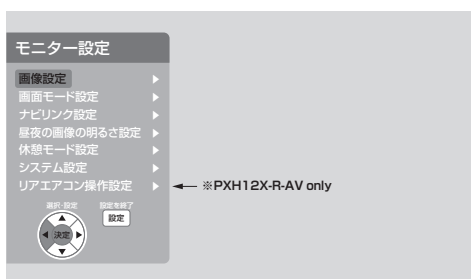 モニター設定
画像設定
画面モード設定
ナビリンク設定
昼夜の画像の明るさ設定
休憩モード設定
システム設定
リアエアコン操作設定
※PXH12X-R-AV only
選択･設定 設定を終了
設定
決定